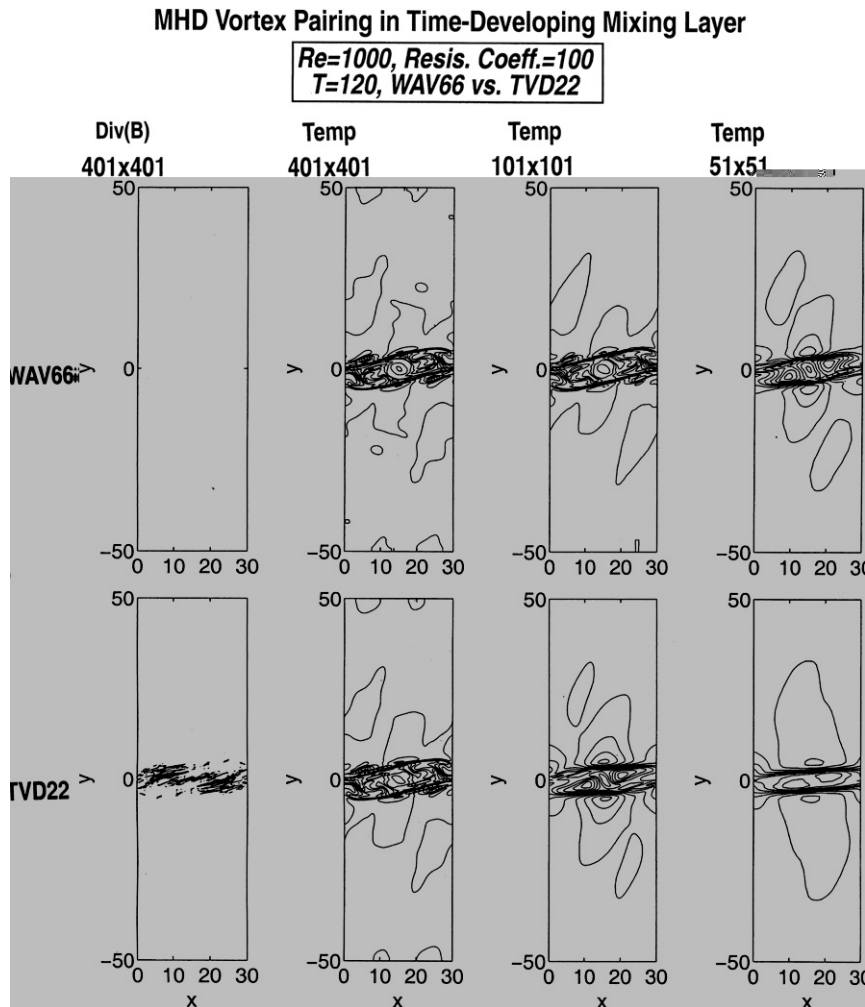 MHD Vortex Pairing in Time-Developing Mixing Layer
Re=1000, Resis. Coeff.=100
T=120, WAV66 vs. TVD22
Div(B) Temp Temp Temp
401x401 401x401 101x101 51x51
50 50 50 50
WAV66 y 0 y 0 y 0 y 0
-50 -50 -50 -50
0 10 20 30 0 10 20 30 0 10 20 30 0 10 20 30
50 50 50 50
TVD22 y 0 y 0 y 0 y 0
-50 -50 -50 -50
0 10 20 30 0 10 20 30 0 10 20 30 0 10 20 30
x x x x